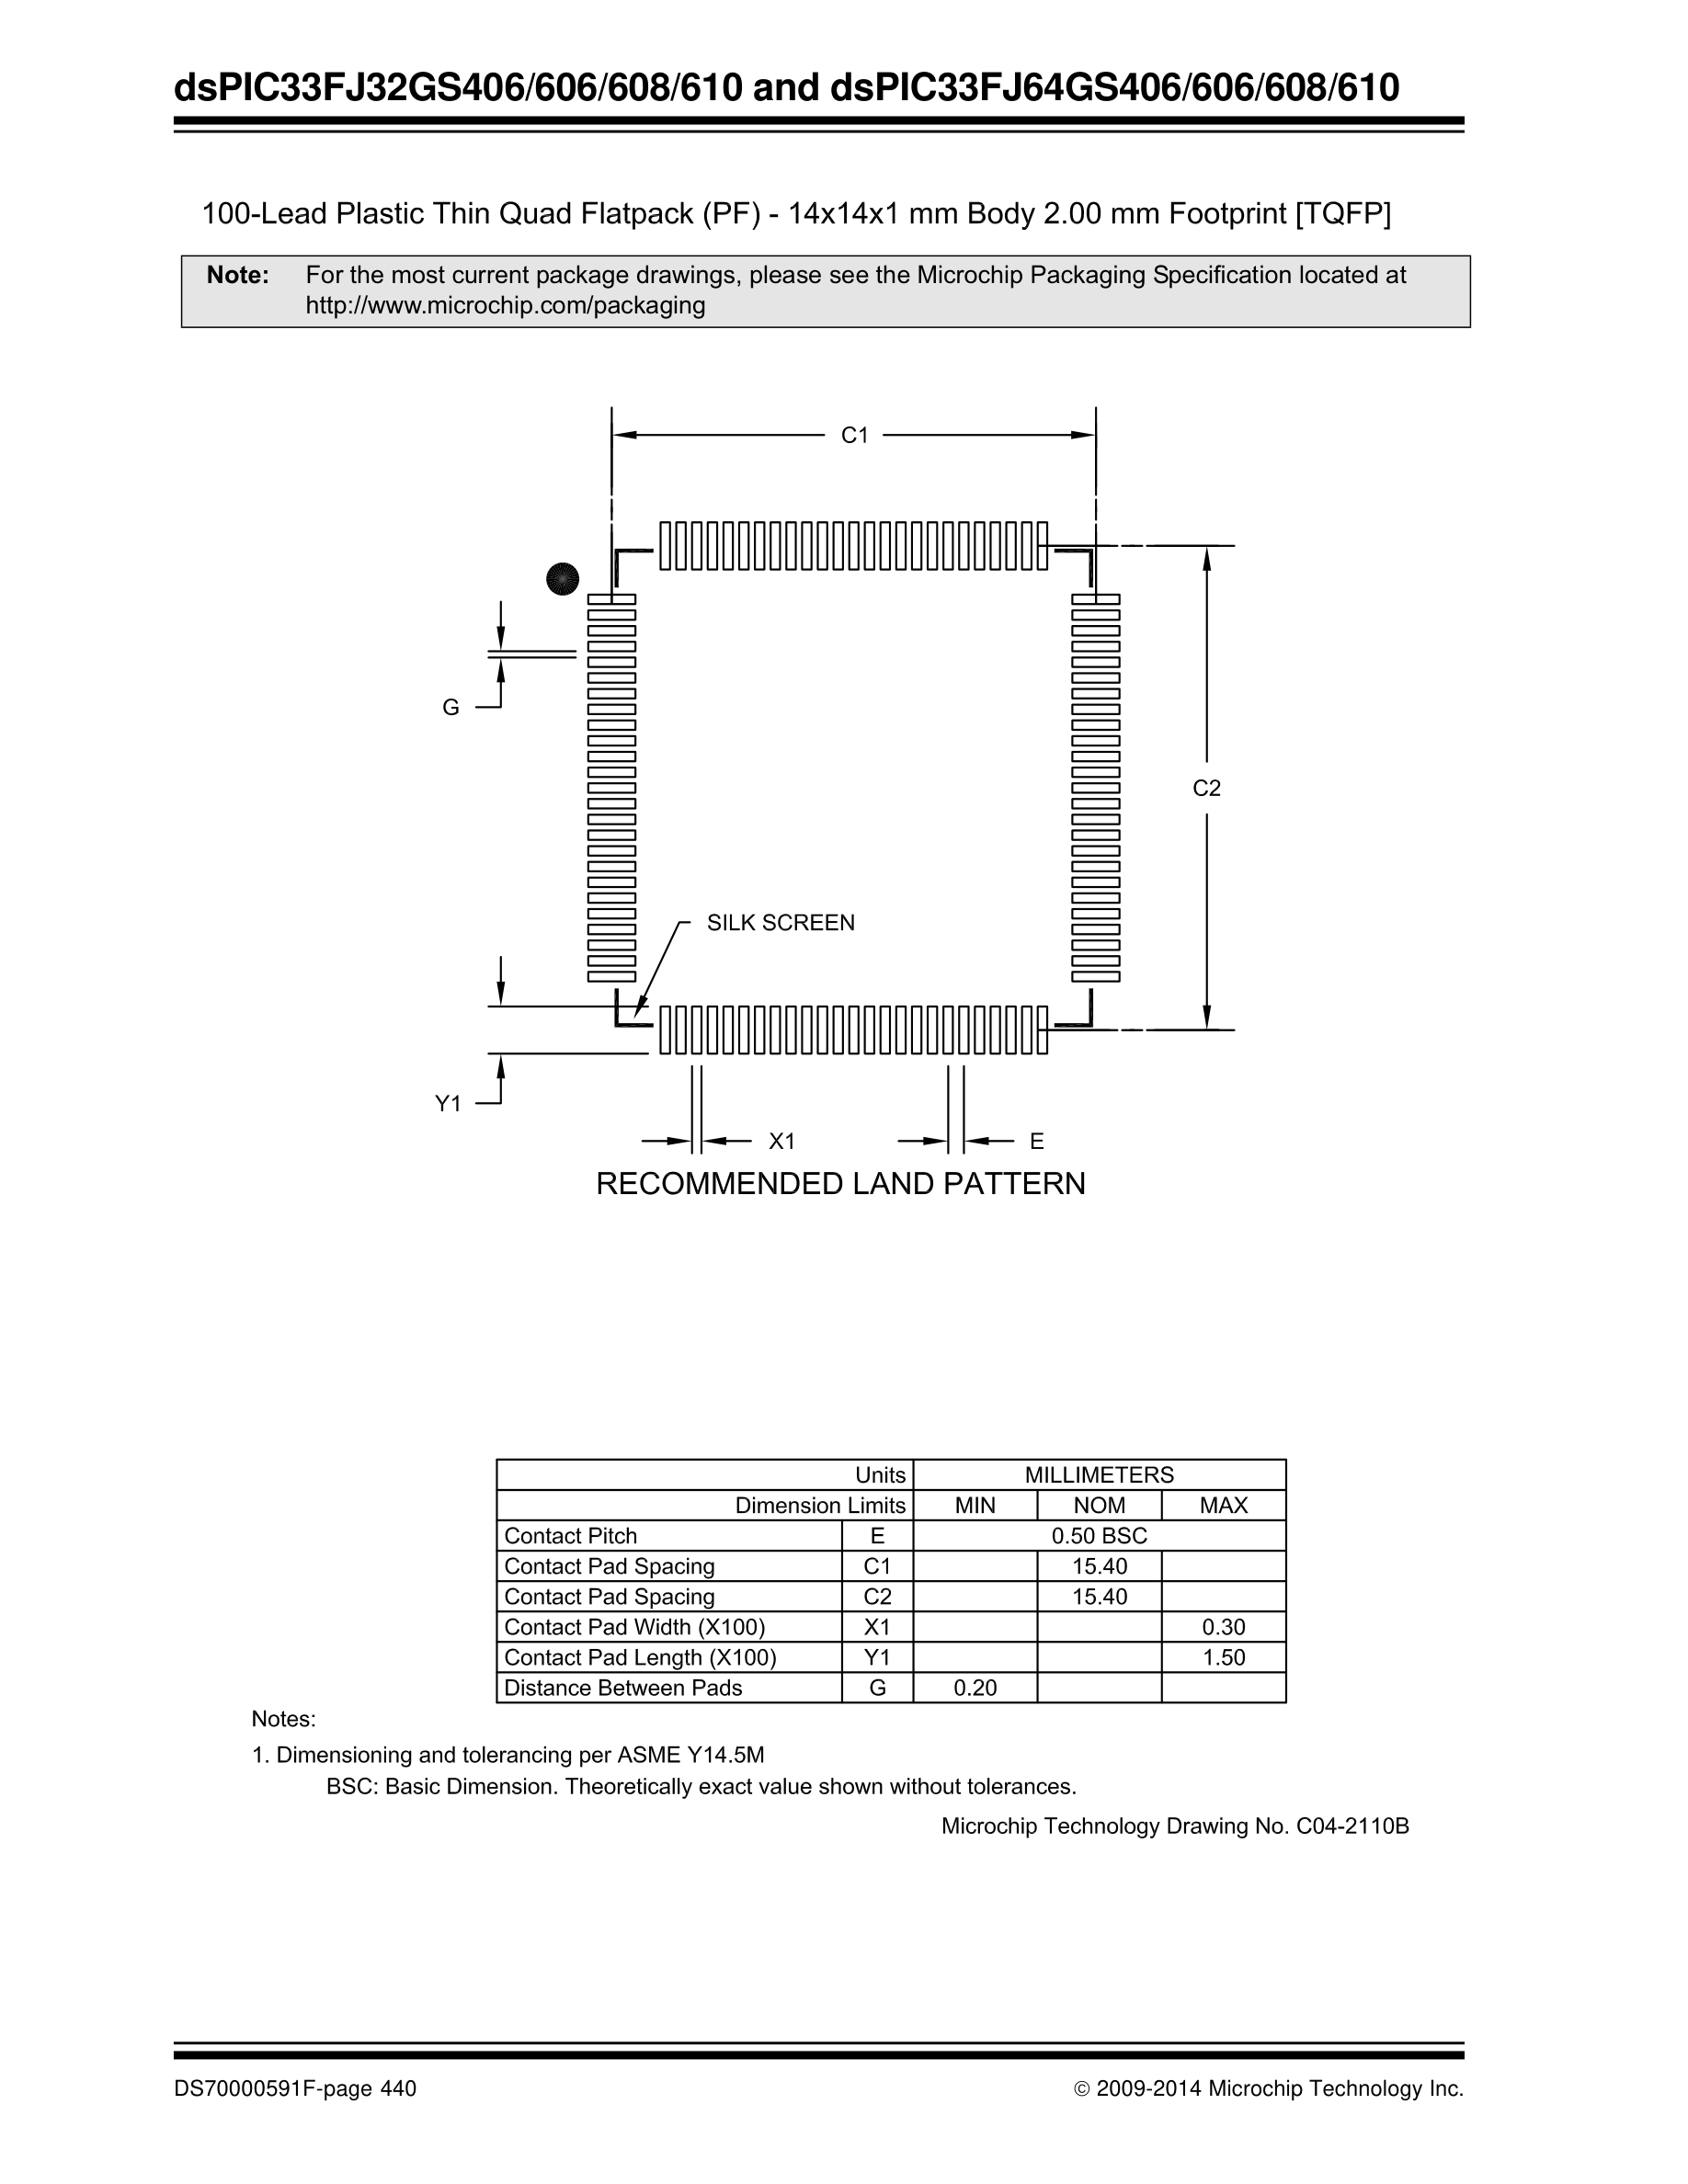 dsPIC33FJ32GS406/606/608/610 and dsPIC33FJ64GS406/606/608/610
100-Lead Plastic Thin Quad Flatpack (PF) - 14x14x1 mm Body 2.00 mm Footprint [TQFP]
Note: For the most current package drawings, please see the Microchip Packaging Specification located at
http://www.microchip.com/packaging
C1
G
C2
SILK SCREEN
Y1
X1 E
RECOMMENDED LAND PATTERN
Units MILLIMETERS
Dimension Limits MIN NOM MAX
Contact Pitch E 0.50 BSC
Contact Pad Spacing C1 15.40
Contact Pad Spacing C2 15.40
Contact Pad Width (X100) X1 0.30
Contact Pad Length (X100) Y1 1.50
Distance Between Pads G 0.20
Notes:
1. Dimensioning and tolerancing per ASME Y14.5M
BSC: Basic Dimension. Theoretically exact value shown without tolerances.
Microchip Technology Drawing No. C04-2110B
DS70000591F-page 440 © 2009-2014 Microchip Technology Inc.